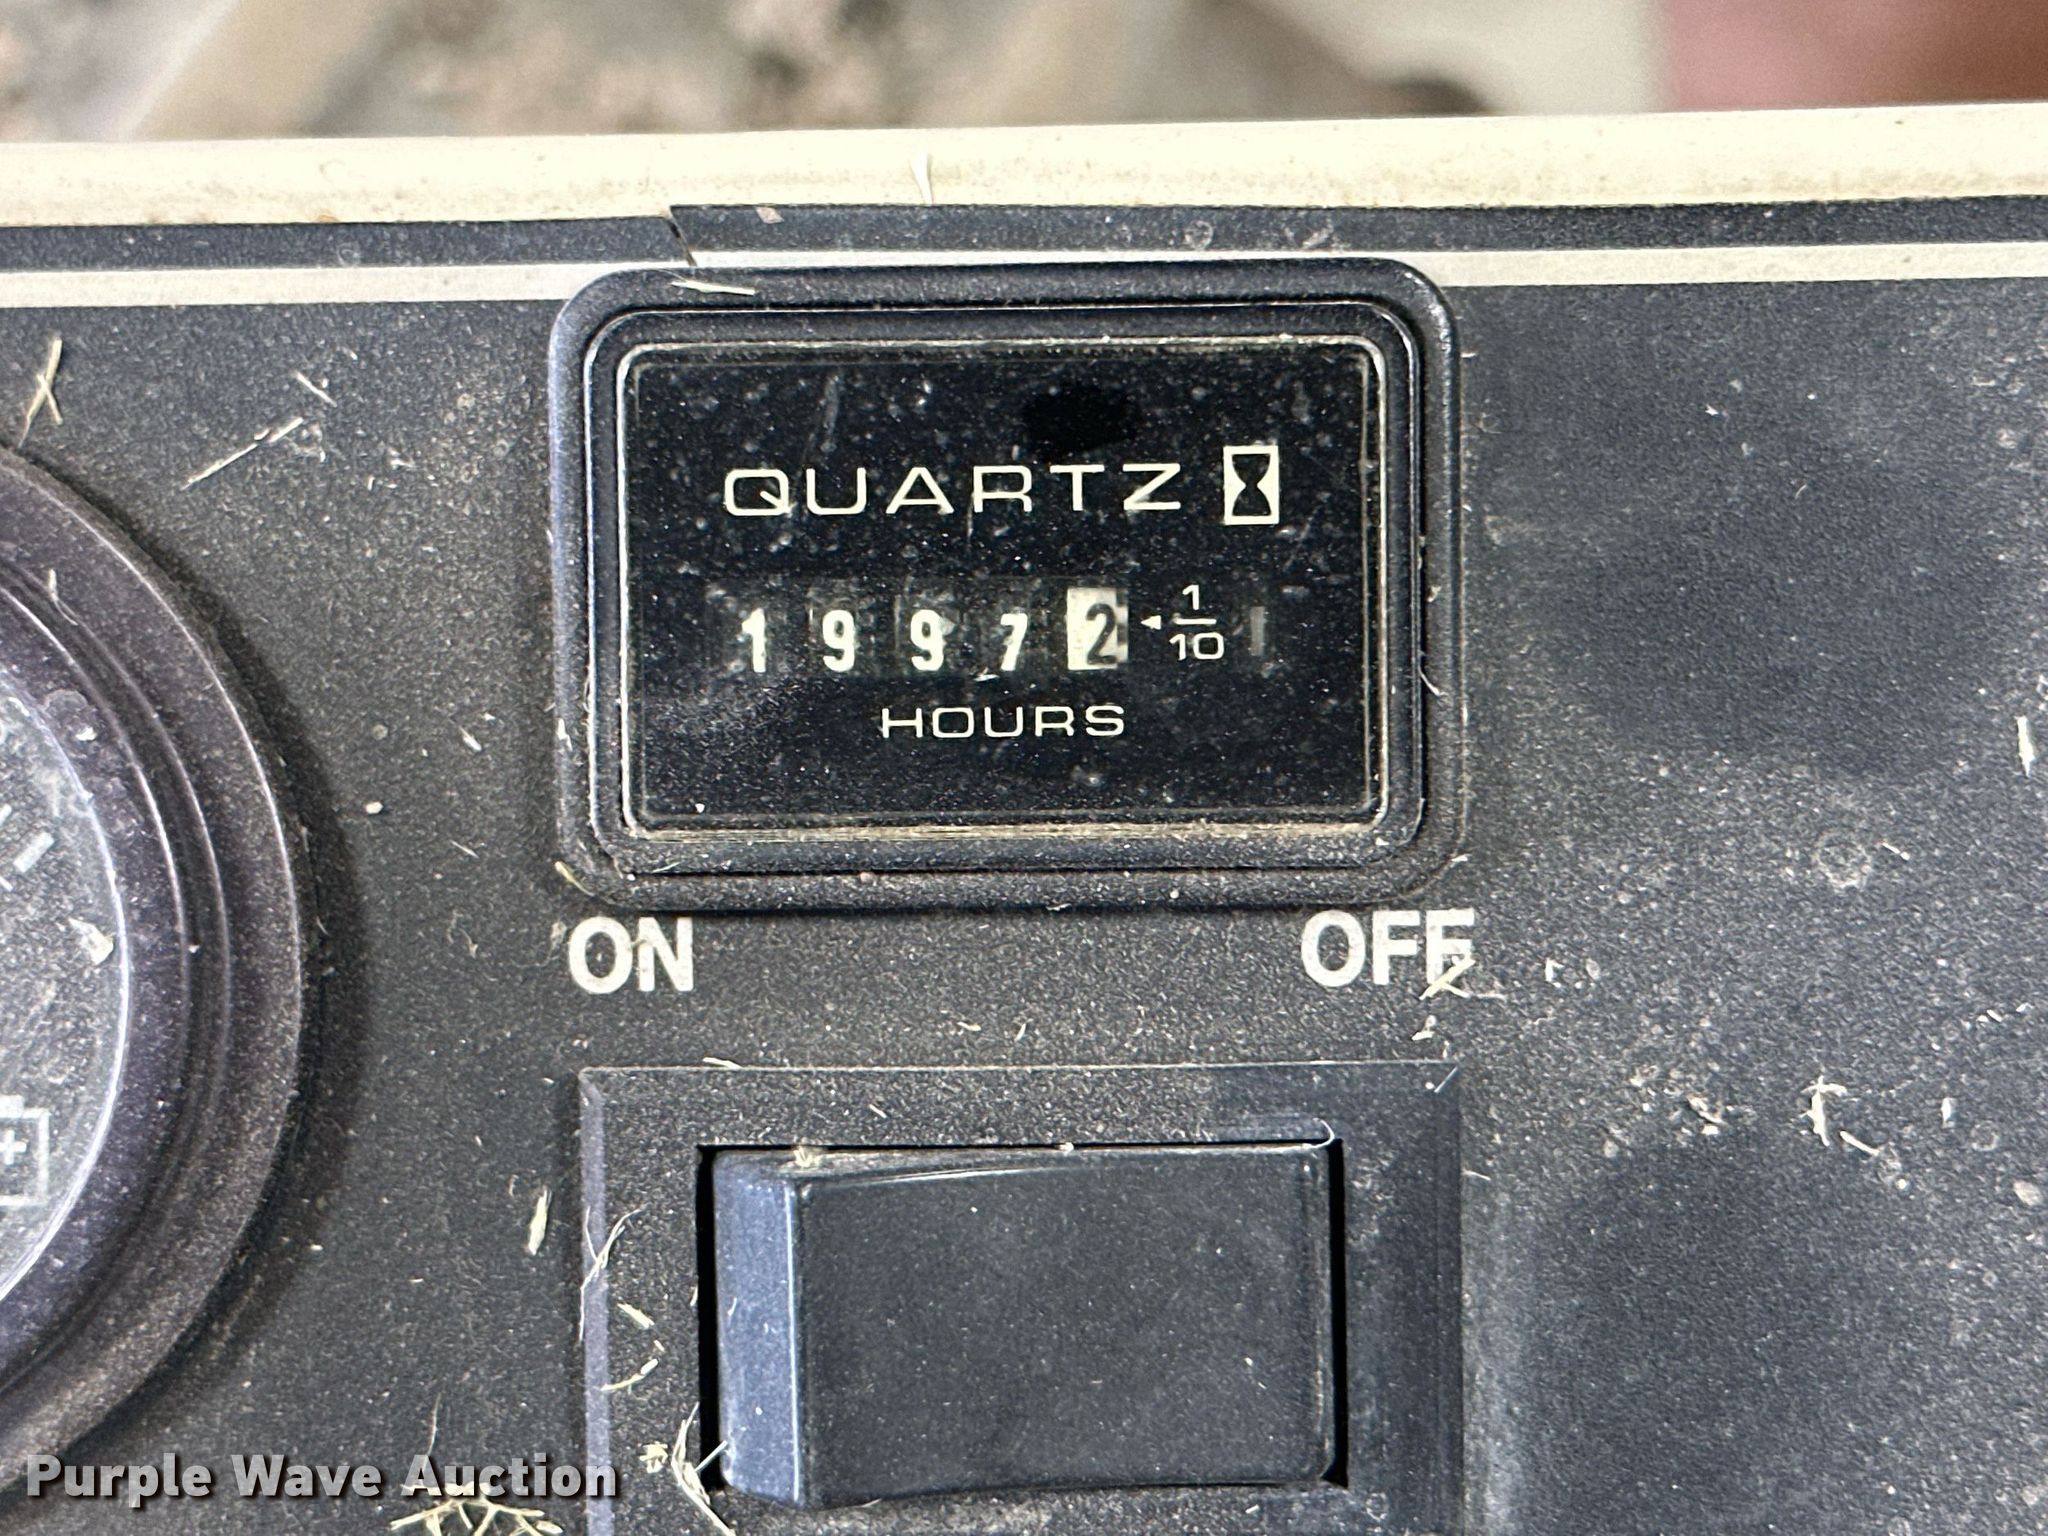 QUARTZ
19972 1/10
HOURS
ON OFF
Purple Wave Auction